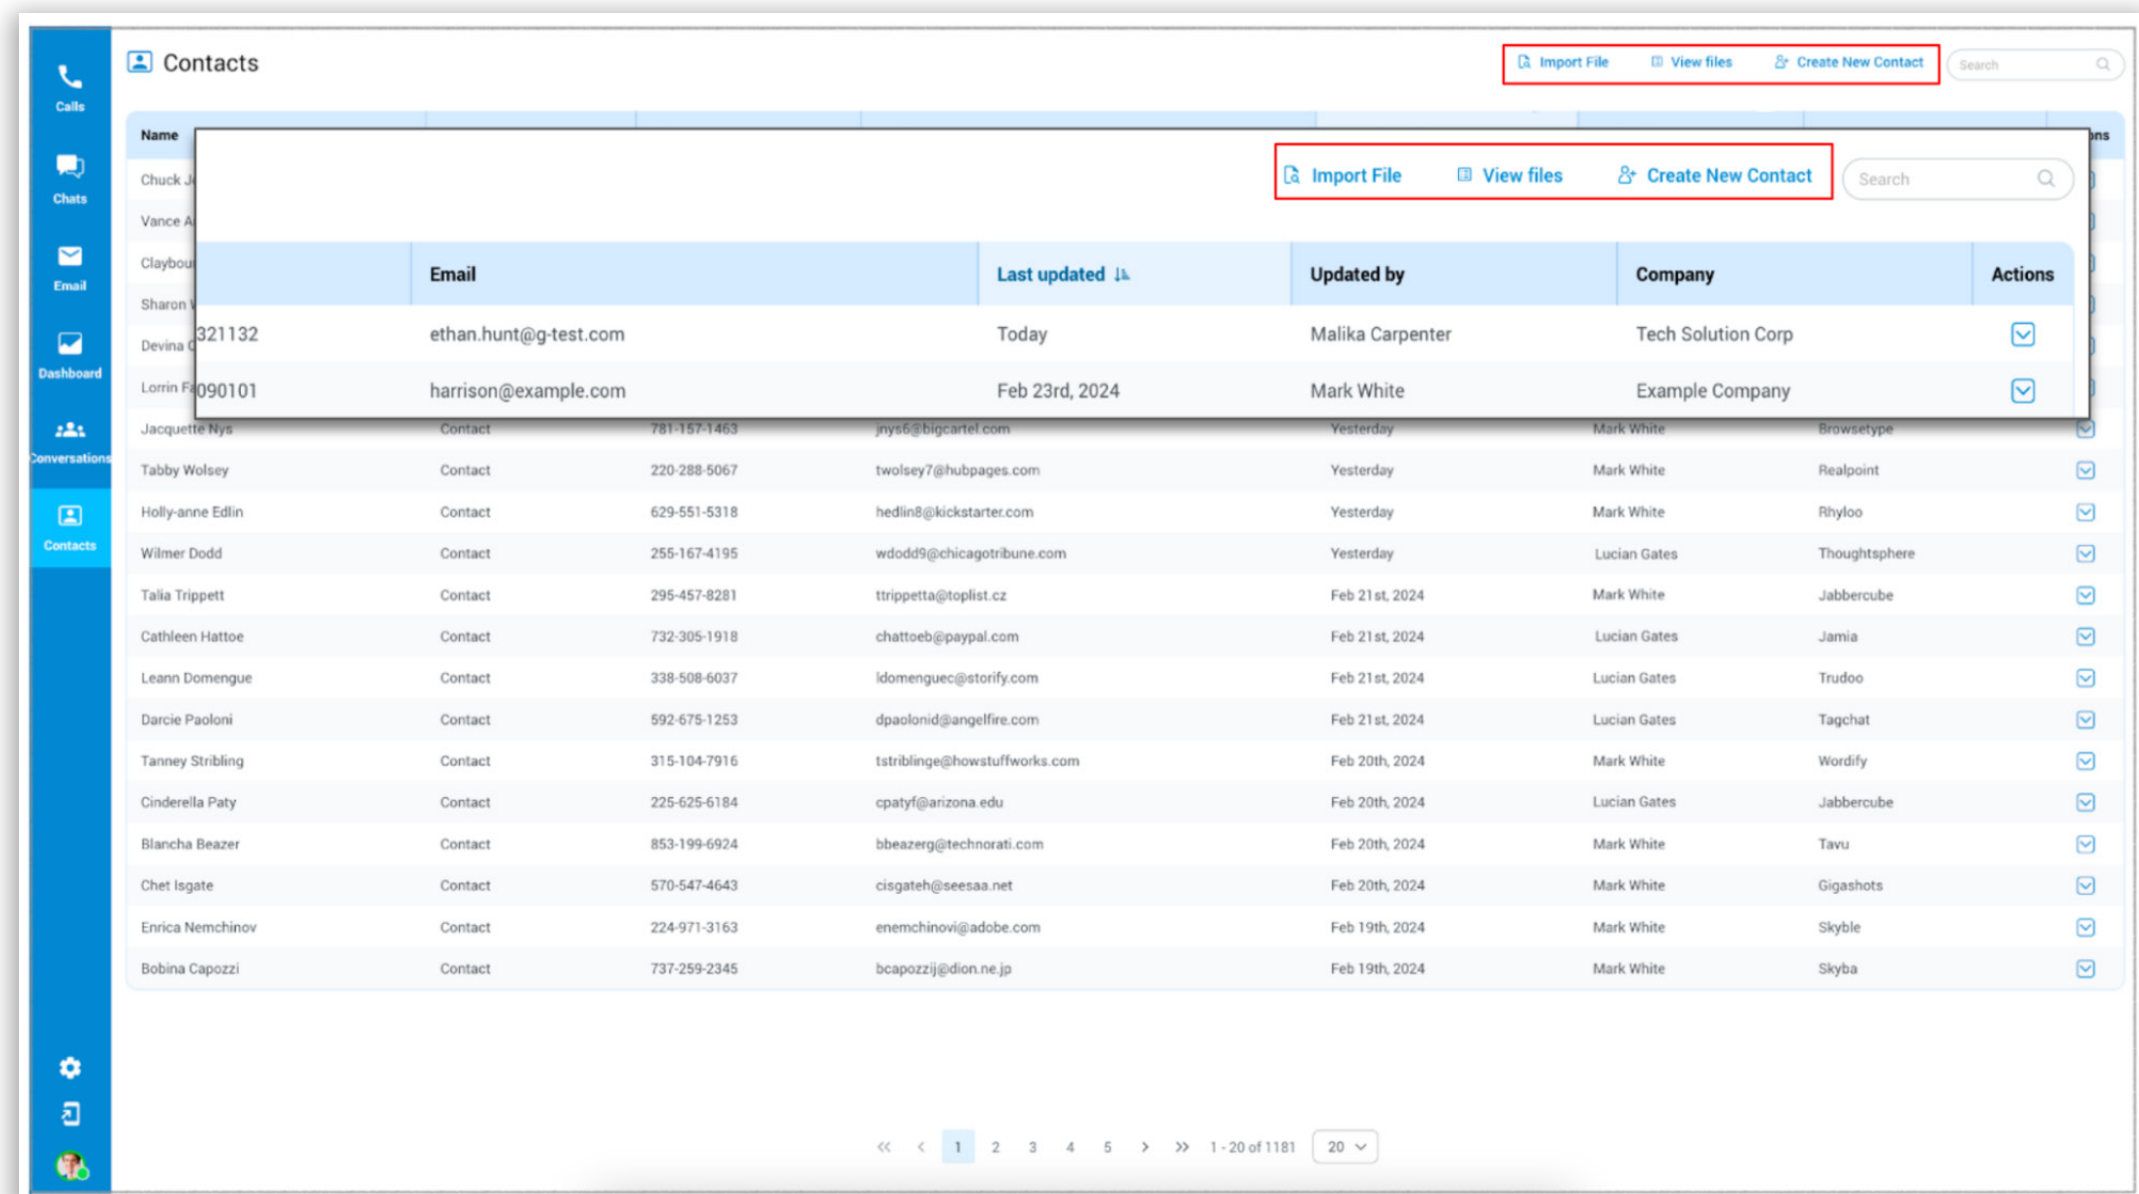 Contacts
Import File View files Create New Contact Search
Calls
Chats
Email
Dashboard
Conversations
Contacts
Name
Chuck
Vance
Sharon
Devina
Lorrin
Import File View files Create New Contact Search
Email Last updated Updated by Company Actions
321132 ethan.hunt@g-test.com Today Malika Carpenter Tech Solution Corp
090101 harrison@example.com Feb 23rd, 2024 Mark White Example Company
Jacquette Nys Contact 781-157-1463 jnys6@bigcartel.com Yesterday Mark White Browsetype
Tabby Wolsey Contact 220-288-5067 twolsey7@hubpages.com Yesterday Mark White Realpoint
Holly-anne Edlin Contact 629-551-5318 hedlin8@kickstarter.com Yesterday Mark White Rhyloo
Wilmer Dodd Contact 255-167-4195 wdodd9@chicagotribune.com Yesterday Lucian Gates Thoughtsphere
Talia Trippett Contact 295-457-8281 ttrippetta@toplist.cz Feb 21st, 2024 Mark White Jabbercube
Cathleen Hattoe Contact 732-305-1918 chattoeb@paypal.com Feb 21st, 2024 Lucian Gates Jamia
Leann Domengue Contact 338-508-6037 ldomenguec@storify.com Feb 21st, 2024 Lucian Gates Trudoo
Darcie Paoloni Contact 592-675-1253 dpaolonid@angelfire.com Feb 21st, 2024 Lucian Gates Tagchat
Tanney Stribling Contact 315-104-7916 tstriblinge@howstuffworks.com Feb 20th, 2024 Mark White Wordify
Cinderella Paty Contact 225-625-6184 cpatyf@arizona.edu Feb 20th, 2024 Lucian Gates Jabbercube
Blancha Beazer Contact 853-199-6924 bbeazerg@technorati.com Feb 20th, 2024 Mark White Tavu
Chet Isgate Contact 570-547-4643 cisgateh@seesaa.net Feb 20th, 2024 Mark White Gigashots
Enrica Nemchinov Contact 224-971-3163 enemchinovi@adobe.com Feb 19th, 2024 Mark White Skyble
Bobina Capozzi Contact 737-259-2345 bcapozzij@dion.ne.jp Feb 19th, 2024 Mark White Skyba
<< < 1 2 3 4 5 > >> 1 - 20 of 1181 20